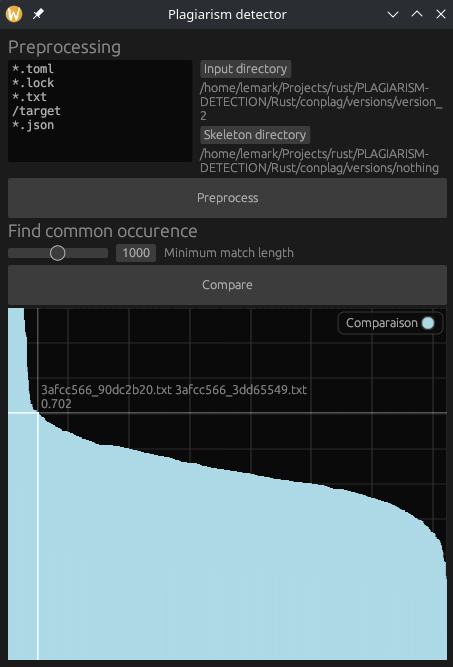 Plagiarism detector
Preprocessing
*.toml
*.lock
*.txt
/target
*.json
Input directory
/home/lemark/Projects/rust/PLAGIARISM-
DETECTION/Rust/conplag/versions/version_
2
Skeleton directory
/home/lemark/Projects/rust/PLAGIARISM-
DETECTION/Rust/conplag/versions/nothing
Preprocess
Find common occurence
1000 Minimum match length
Compare
Comparaison
3afcc566_90dc2b20.txt 3afcc566_3dd65549.txt
0.702